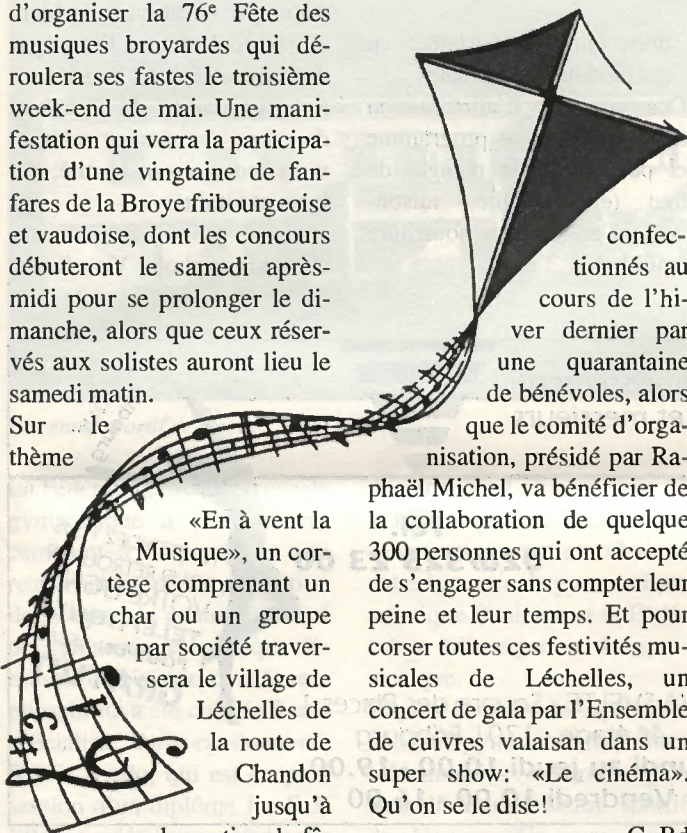 d'organiser la 76e Fête des
musiques broyardes qui dé-
roulera ses fastes le troisième
week-end de mai. Une mani-
festation qui verra la participa-
tion d'une vingtaine de fan-
fares de la Broye fribourgeoise
et vaudoise, dont les concours
débuteront le samedi après-
midi pour se prolonger le di-
manche, alors que ceux réser-
vés aux solistes auront lieu le
samedi matin.
Sur le
thème
«En à vent la
Musique», un cor-
tège comprenant un
char ou un groupe
par société traver-
sera le village de
Léchelles de
la route de
Chandon
jusqu'à
confec-
tionnés au
cours de l'hi-
ver dernier par
une quarantaine
de bénévoles, alors
que le comité d'orga-
nisation, présidé par Ra-
phaël Michel, va bénéficier de
la collaboration de quelque
300 personnes qui ont accepté
de s'engager sans compter leur
peine et leur temps. Et pour
corser toutes ces festivités mu-
sicales de Léchelles, un
concert de gala par l'Ensemble
de cuivres valaisan dans un
super show: «Le cinéma».
Qu'on se le dise!